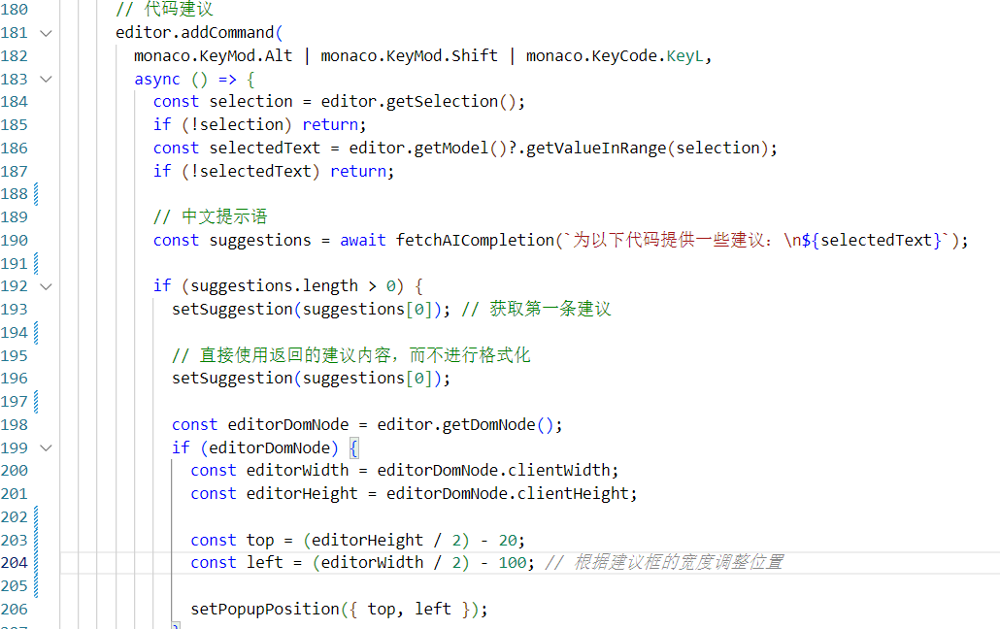 180 // 代码建议
181 editor.addCommand(
182 monaco.KeyMod.Alt | monaco.KeyMod.Shift | monaco.KeyCode.KeyL,
183 async () => {
184 const selection = editor.getSelection();
185 if (!selection) return;
186 const selectedText = editor.getModel()?.getValueInRange(selection);
187 if (!selectedText) return;
188
189 // 中文提示语
190 const suggestions = await fetchAICompletion(`为以下代码提供一些建议：\n${selectedText}`);
191
192 if (suggestions.length > 0) {
193 setSuggestion(suggestions[0]); // 获取第一条建议
194
195 // 直接使用返回的建议内容，而不进行格式化
196 setSuggestion(suggestions[0]);
197
198 const editorDomNode = editor.getDomNode();
199 if (editorDomNode) {
200 const editorWidth = editorDomNode.clientWidth;
201 const editorHeight = editorDomNode.clientHeight;
202
203 const top = (editorHeight / 2) - 20;
204 const left = (editorWidth / 2) - 100; // 根据建议框的宽度调整位置
205
206 setPopupPosition({ top, left });